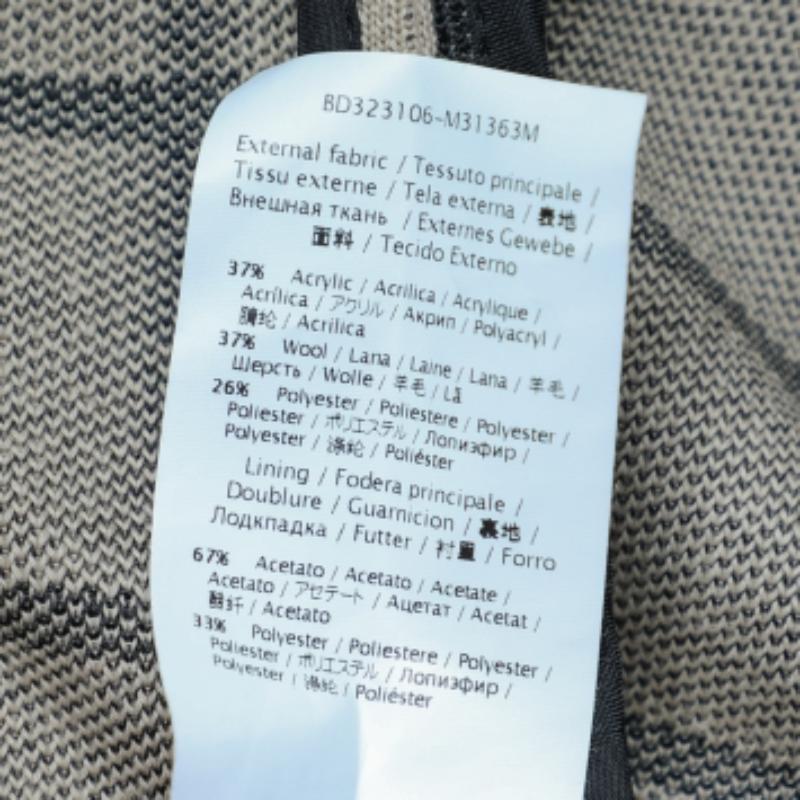 BD323106-M31363M
External fabric / Tessuto principale /
Tissu externe / Tela externa / 表地 /
Внешная ткань / Externes Gewebe /
面料 / Tecido Externo
37% Acrylic / Acrilica / Acrylique /
Acrílica / アクリル / Акрил / Polyacryl /
腈纶 / Acrilica
37% Wool / Lana / Laine / Lana / 羊毛 /
Шерсть / Wolle / 羊毛 / Lã
26% Polyester / Poliestere / Polyester /
Poliester / ポリエステル / Лопиэфир /
Polyester / 涤纶 / Poliéster
Lining / Fodera principale /
Doublure / Guarnicion / 裏地 /
Лодкпадка / Futter / 衬里 / Forro
67% Acetato / Acetato / Acetate /
Acetato / アセテート / Ацетат / Acetat /
醋纤 / Acetato
33% Polyester / Poliestere / Polyester /
Poliester / ポリエステル / Лопиэфир /
Polyester / 涤纶 / Poliéster